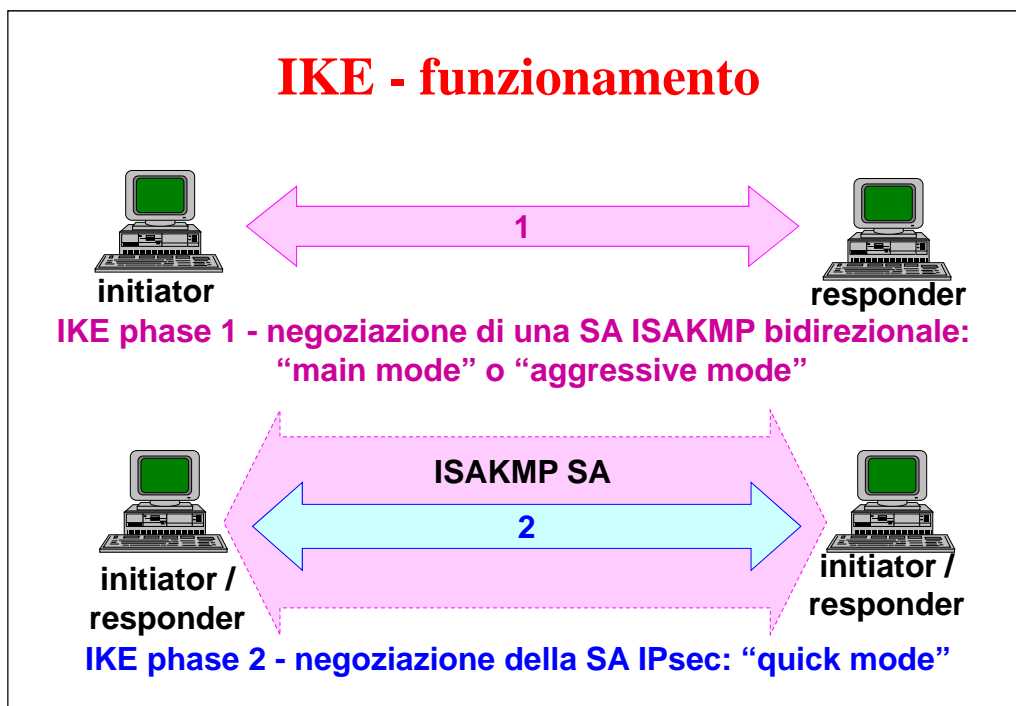 IKE - funzionamento
1
initiator
responder
IKE phase 1 - negoziazione di una SA ISAKMP bidirezionale:
“main mode” o “aggressive mode”
ISAKMP SA
2
initiator /
responder
initiator /
responder
IKE phase 2 - negoziazione della SA IPsec: “quick mode”